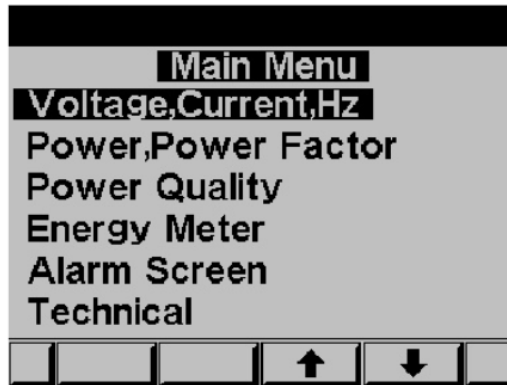 Main Menu
Voltage,Current,Hz
Power,Power Factor
Power Quality
Energy Meter
Alarm Screen
Technical